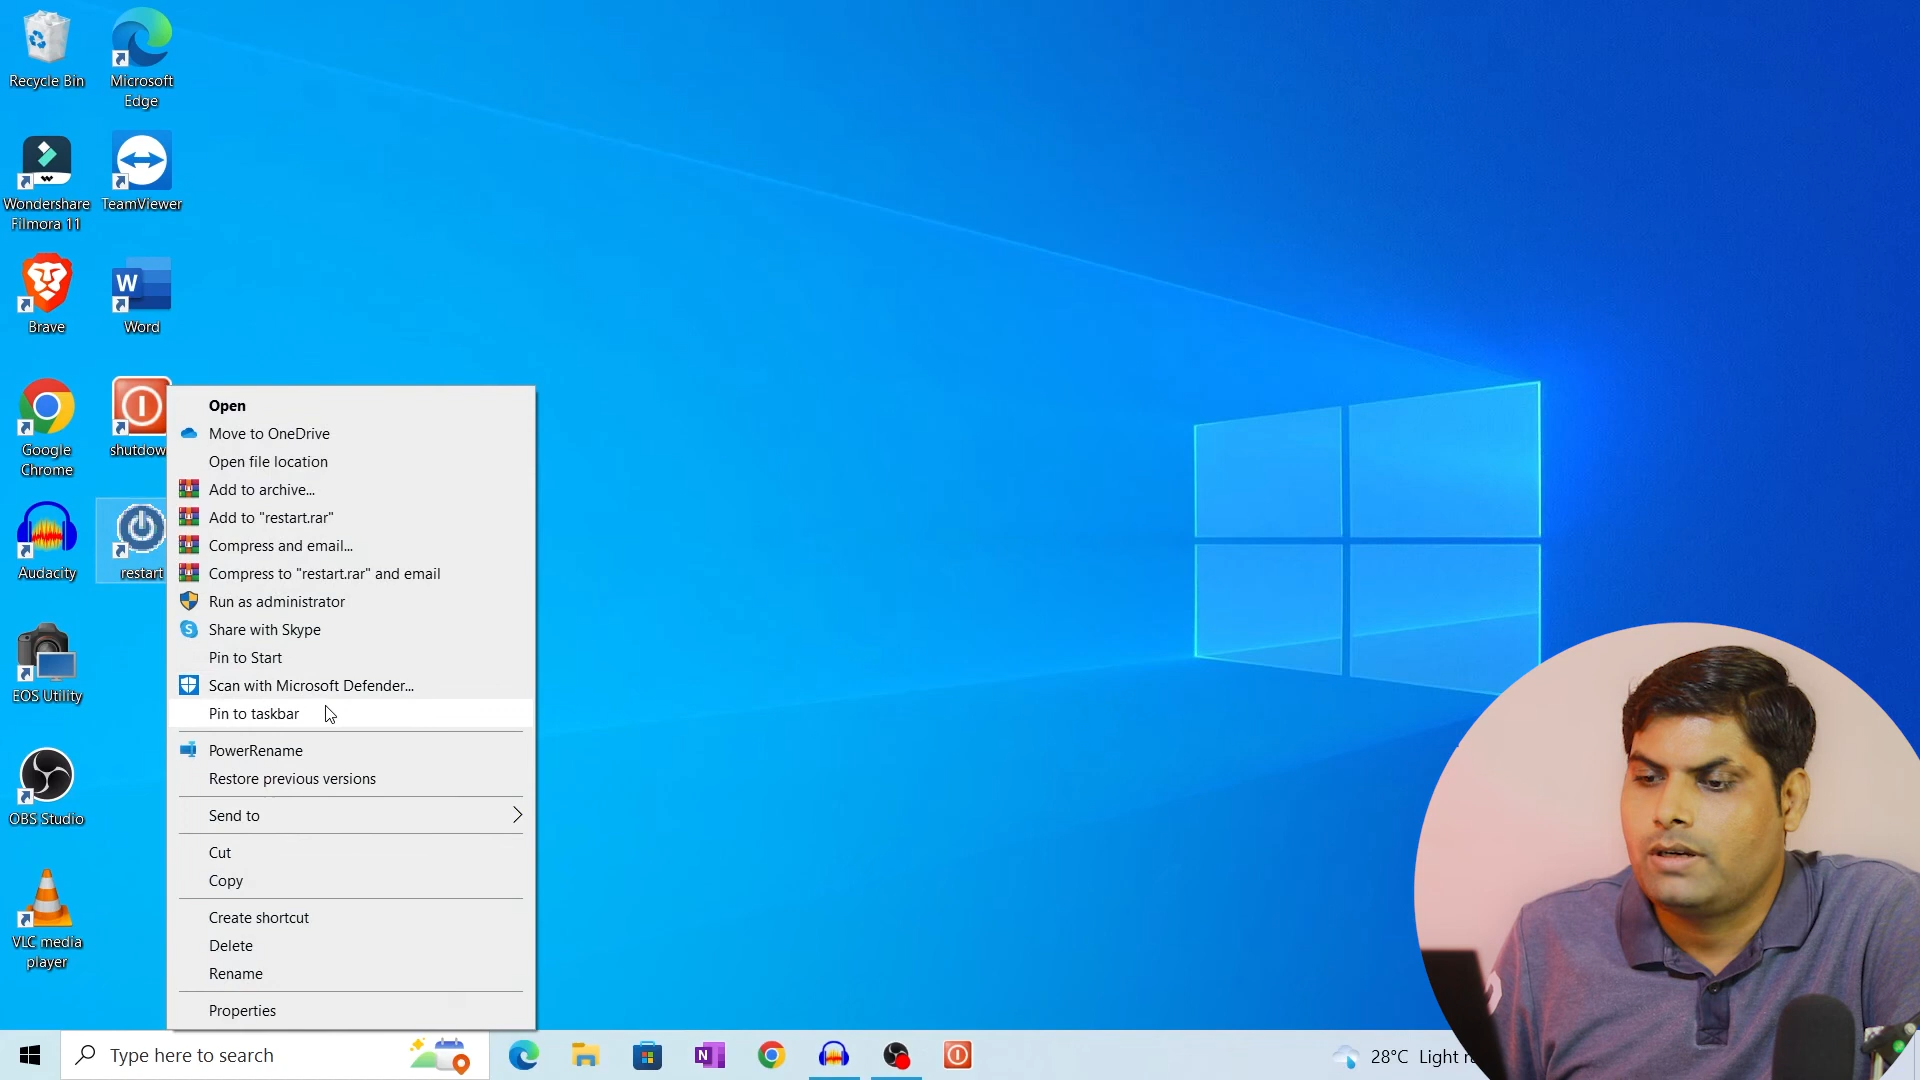 Recycle Bin
Microsoft
Edge
Wondershare
Filmora 11
TeamViewer
Brave
W
Word
Google
Chrome
Audacity
restart
EOS Utility
OBS Studio
VLC media
player
Open
Move to OneDrive
Open file location
Add to archive...
Add to "restart.rar"
Compress and email...
Compress to "restart.rar" and email
Run as administrator
S
Share with Skype
Pin to Start
Scan with Microsoft Defender...
Pin to taskbar
PowerRename
Restore previous versions
Send to
Cut
Copy
Create shortcut
Delete
Rename
Properties
Type here to search
N
28°C Light